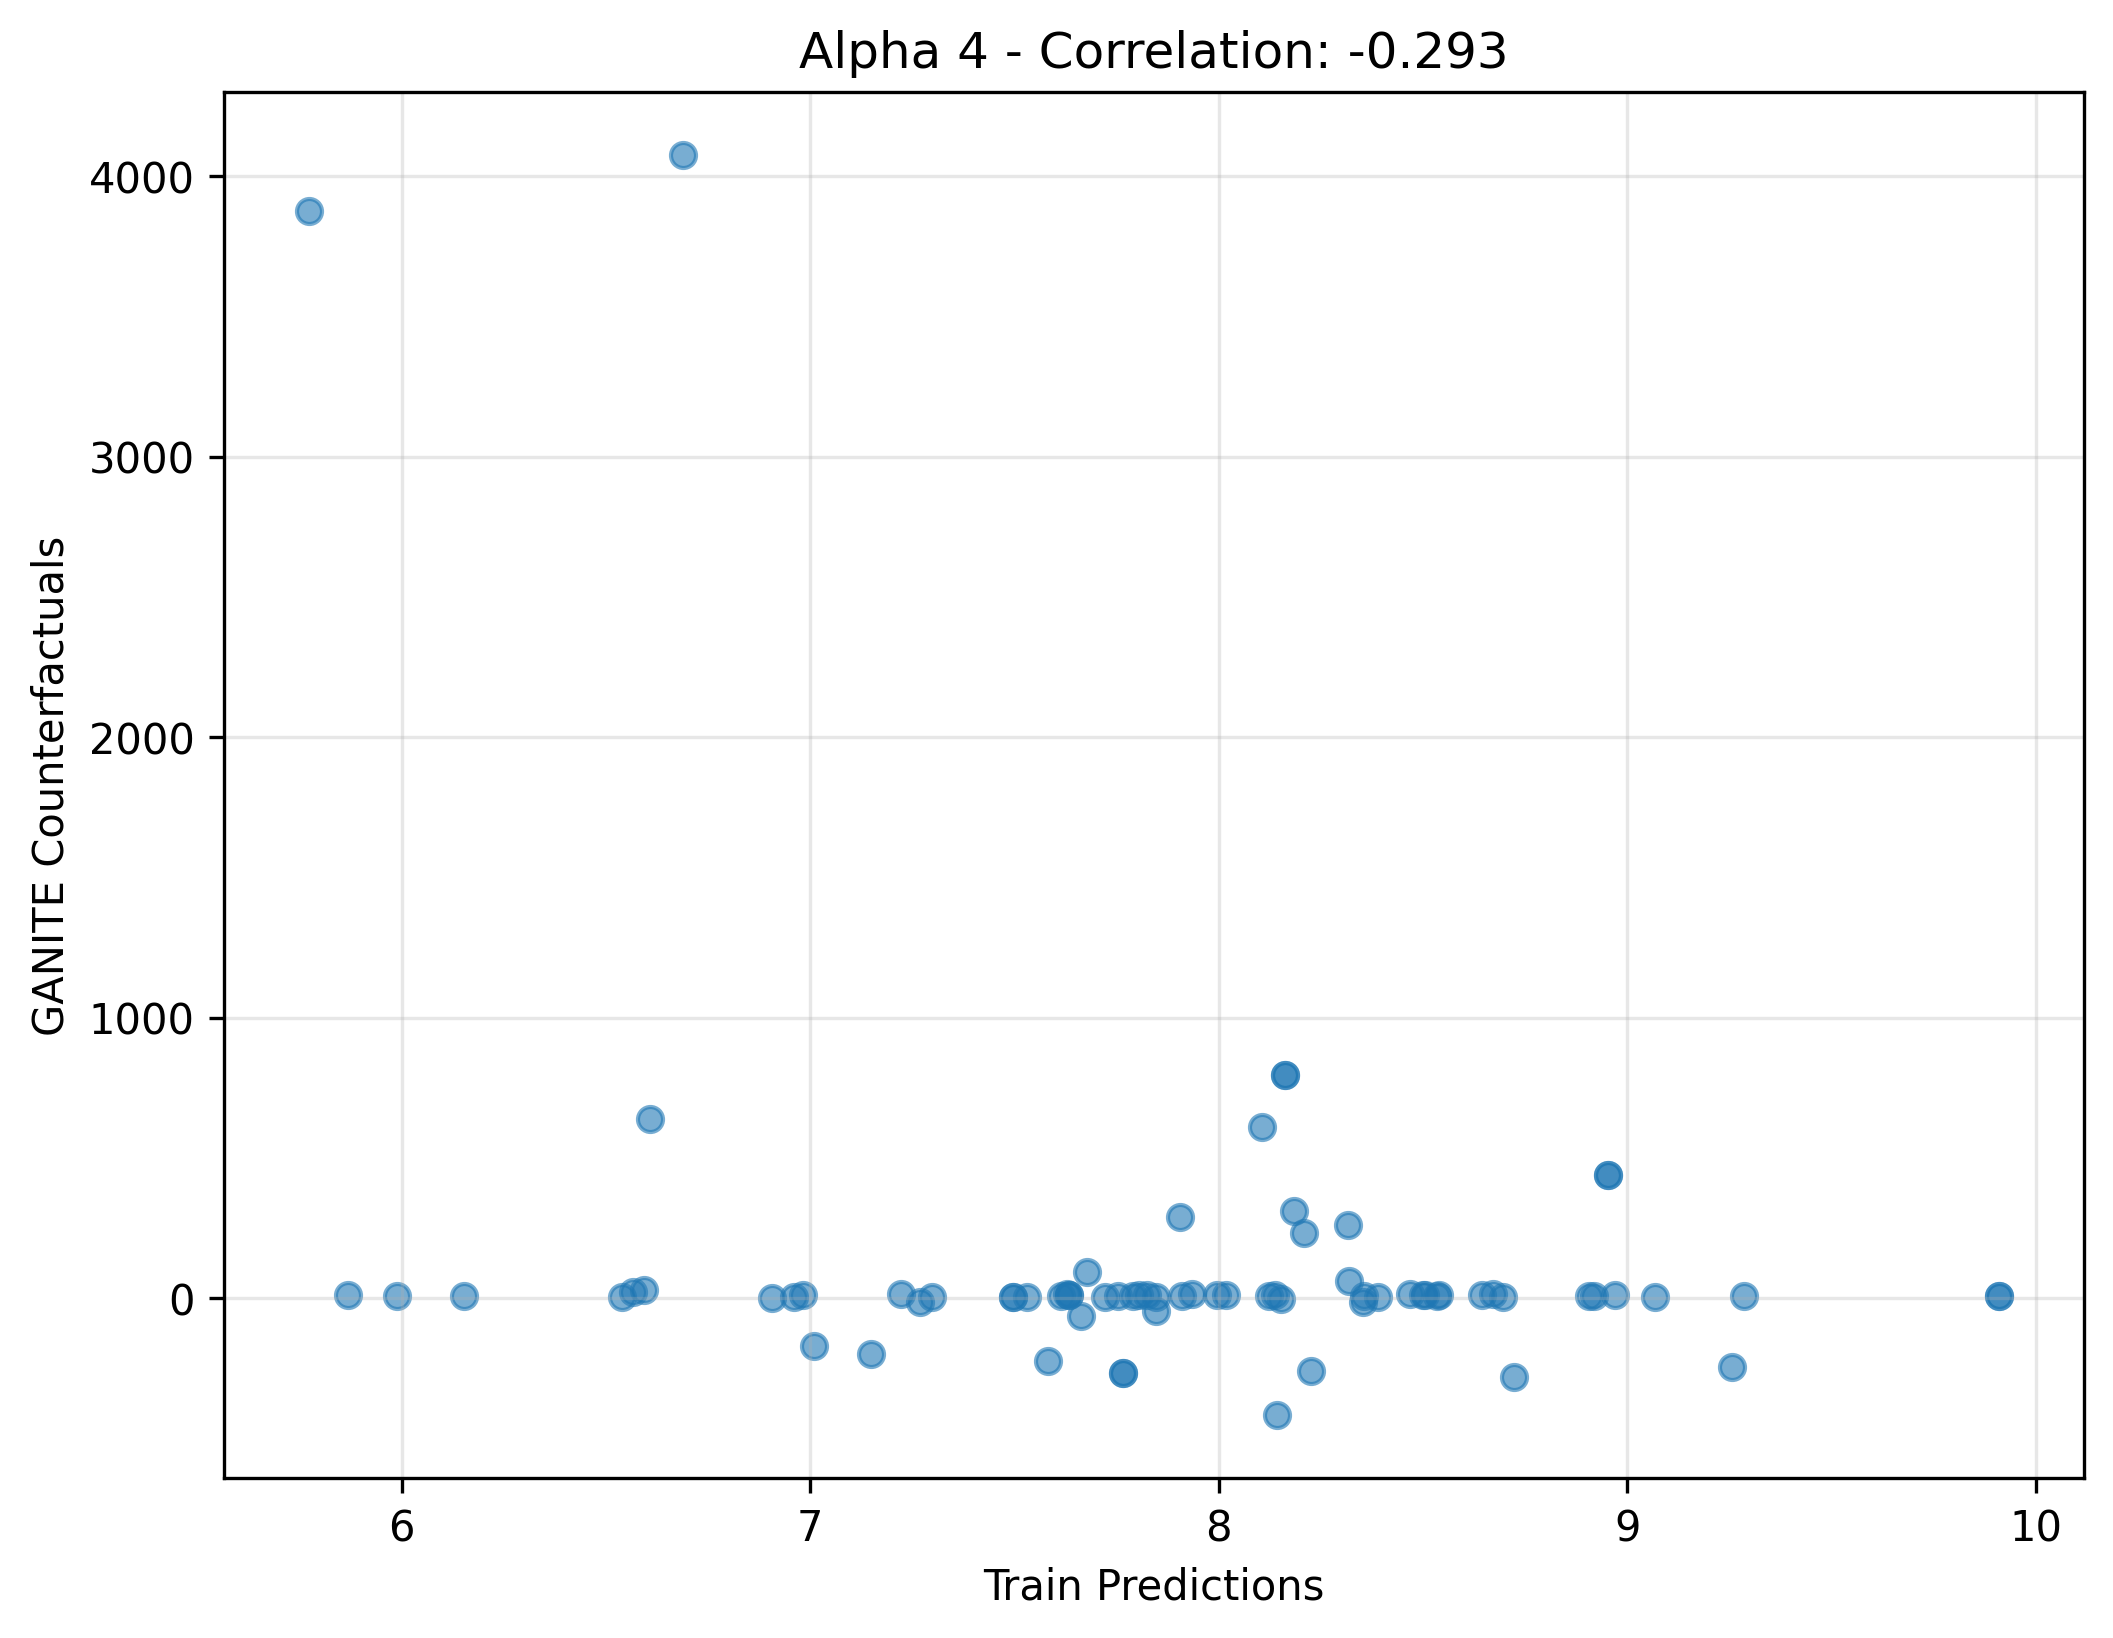 Alpha 4 - Correlation: -0.293
GANITE Counterfactuals
4000
3000
2000
1000
0
6 7 8 9 10
Train Predictions